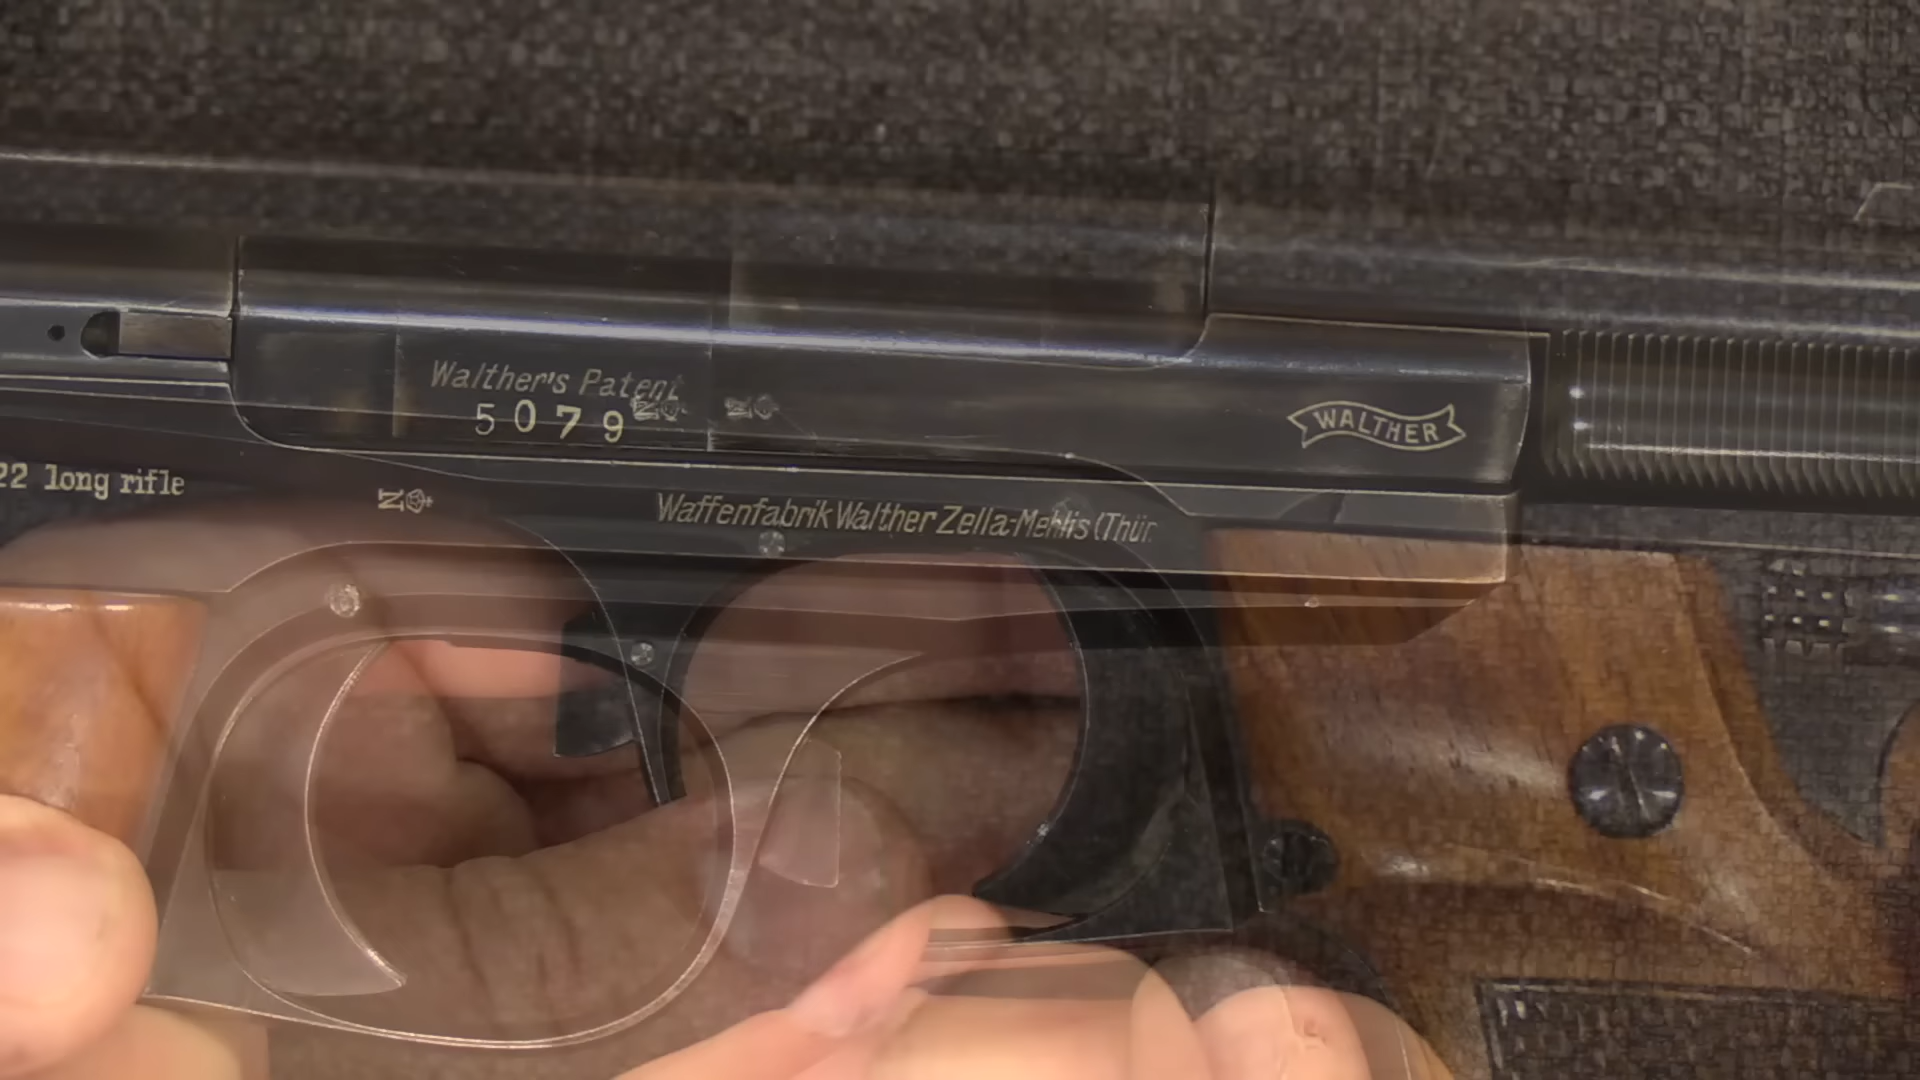 Walther's Patent
5079
WALTHER
22 long rifle
N
Waffenfabrik Walther Zella-Mehlis (Thür.